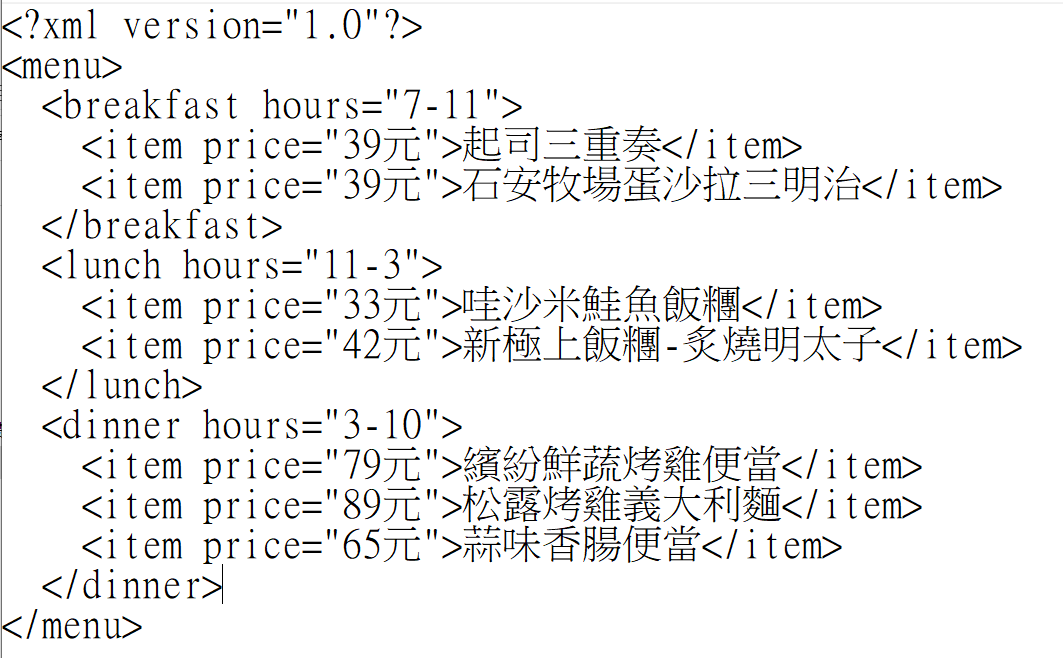 <?xml version="1.0"?>
<menu>
  <breakfast hours="7-11">
    <item price="39元">起司三重奏</item>
    <item price="39元">石安牧場蛋沙拉三明治</item>
  </breakfast>
  <lunch hours="11-3">
    <item price="33元">哇沙米鮭魚飯糰</item>
    <item price="42元">新極上飯糰-炙燒明太子</item>
  </lunch>
  <dinner hours="3-10">
    <item price="79元">繽紛鮮蔬烤雞便當</item>
    <item price="89元">松露烤雞義大利麵</item>
    <item price="65元">蒜味香腸便當</item>
  </dinner>
</menu>